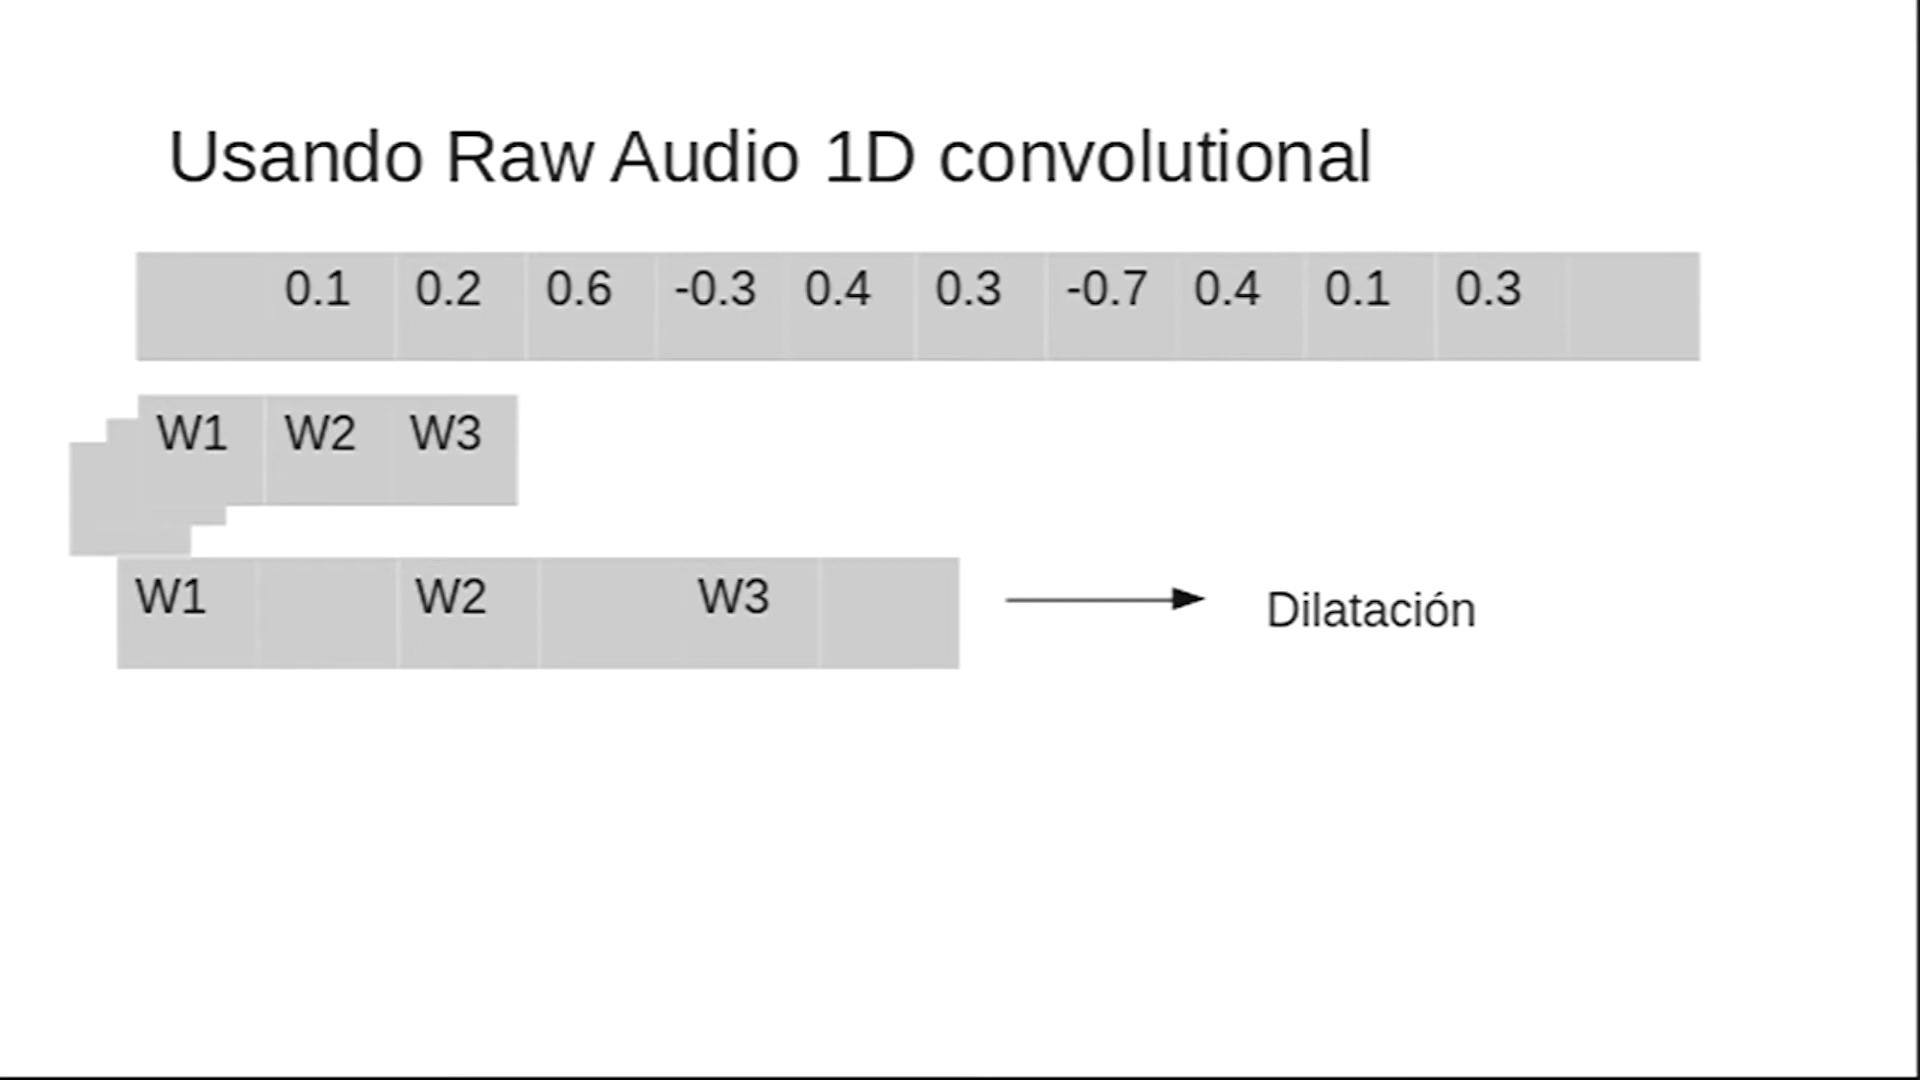 Usando Raw Audio 1D convolutional
0.1 0.2 0.6 -0.3 0.4 0.3 -0.7 0.4 0.1 0.3
W1 W2 W3
W1 W2 W3
Dilatación